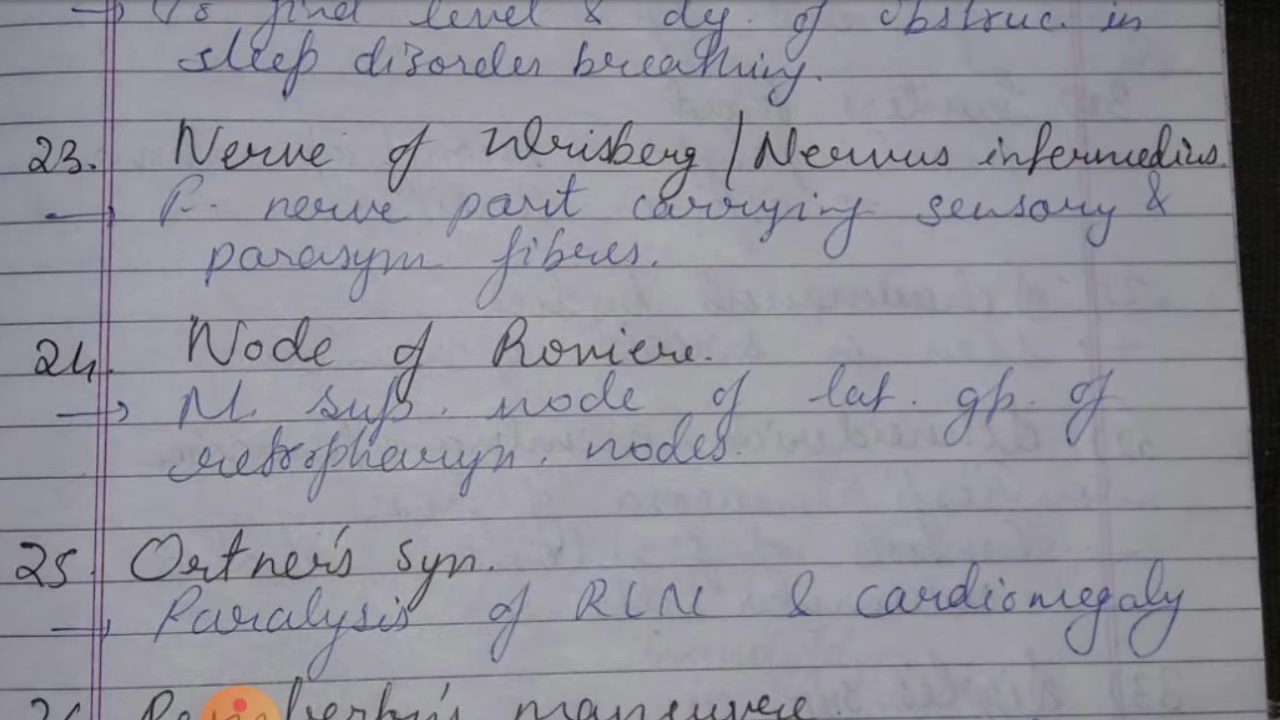 → To find level & dg. of obstruc. in
sleep disorder breathing.
23. Nerve of Wrisberg / Nervus intermedius
→ F. nerve part carrying sensory &
parasym fibres.
24. Node of Roviere.
→ M. sup. node of lat. gp. of
retropharyn. nodes.
25. Ortner's syn.
→ Paralysis of RLN & cardiomegaly
maneuvere.